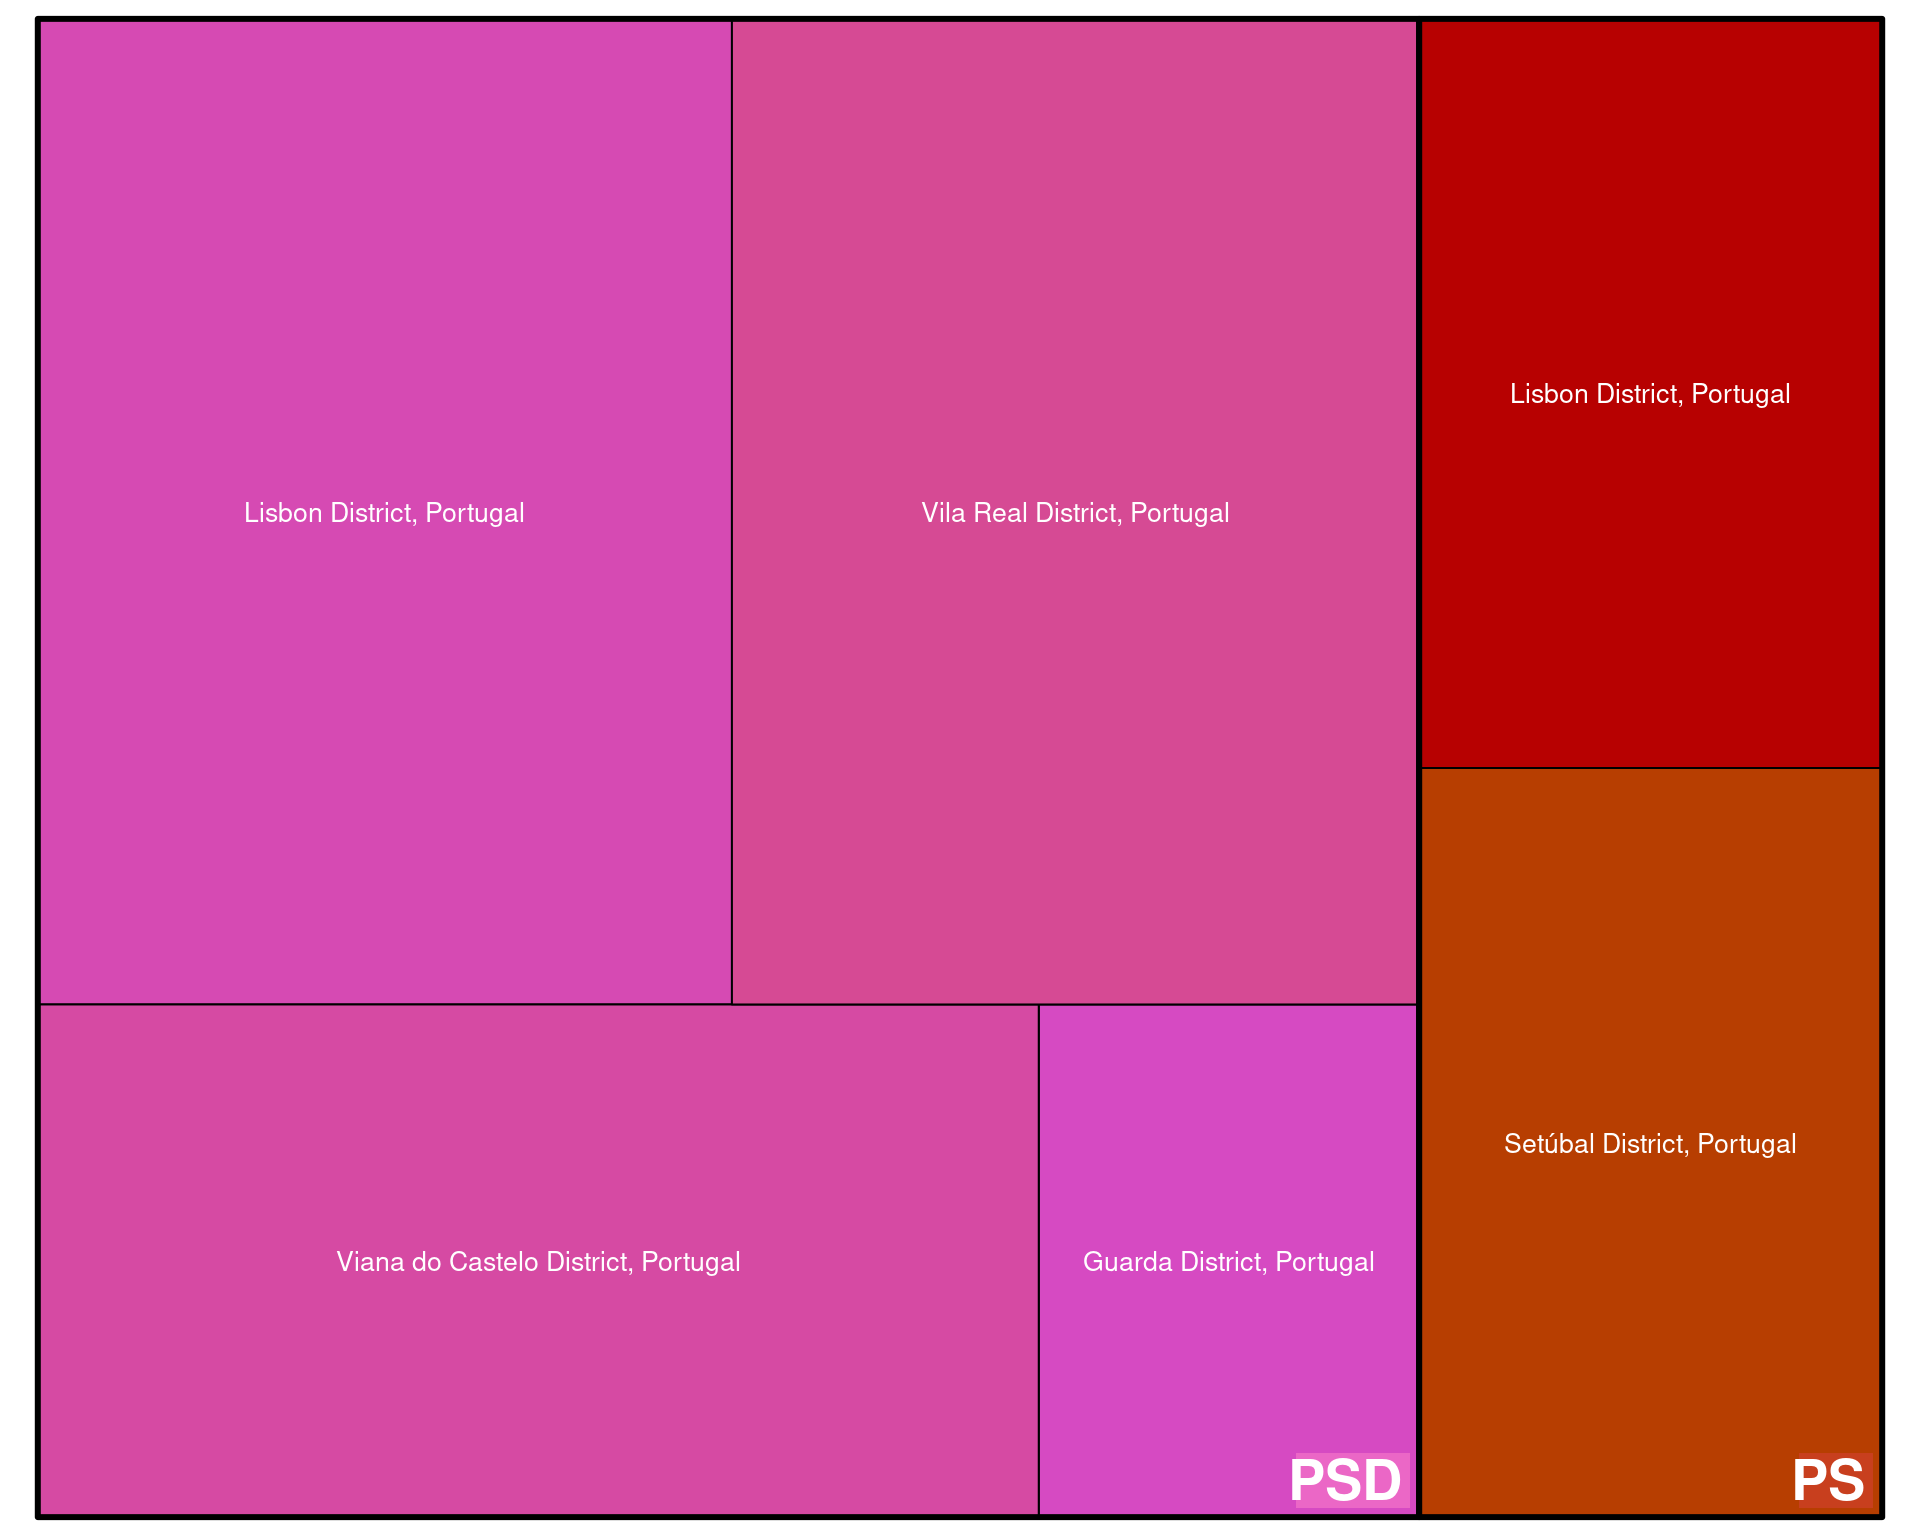 Lisbon District, Portugal
Lisbon District, Portugal
Vila Real District, Portugal
Setúbal District, Portugal
Viana do Castelo District, Portugal
Guarda District, Portugal
PSD
PS